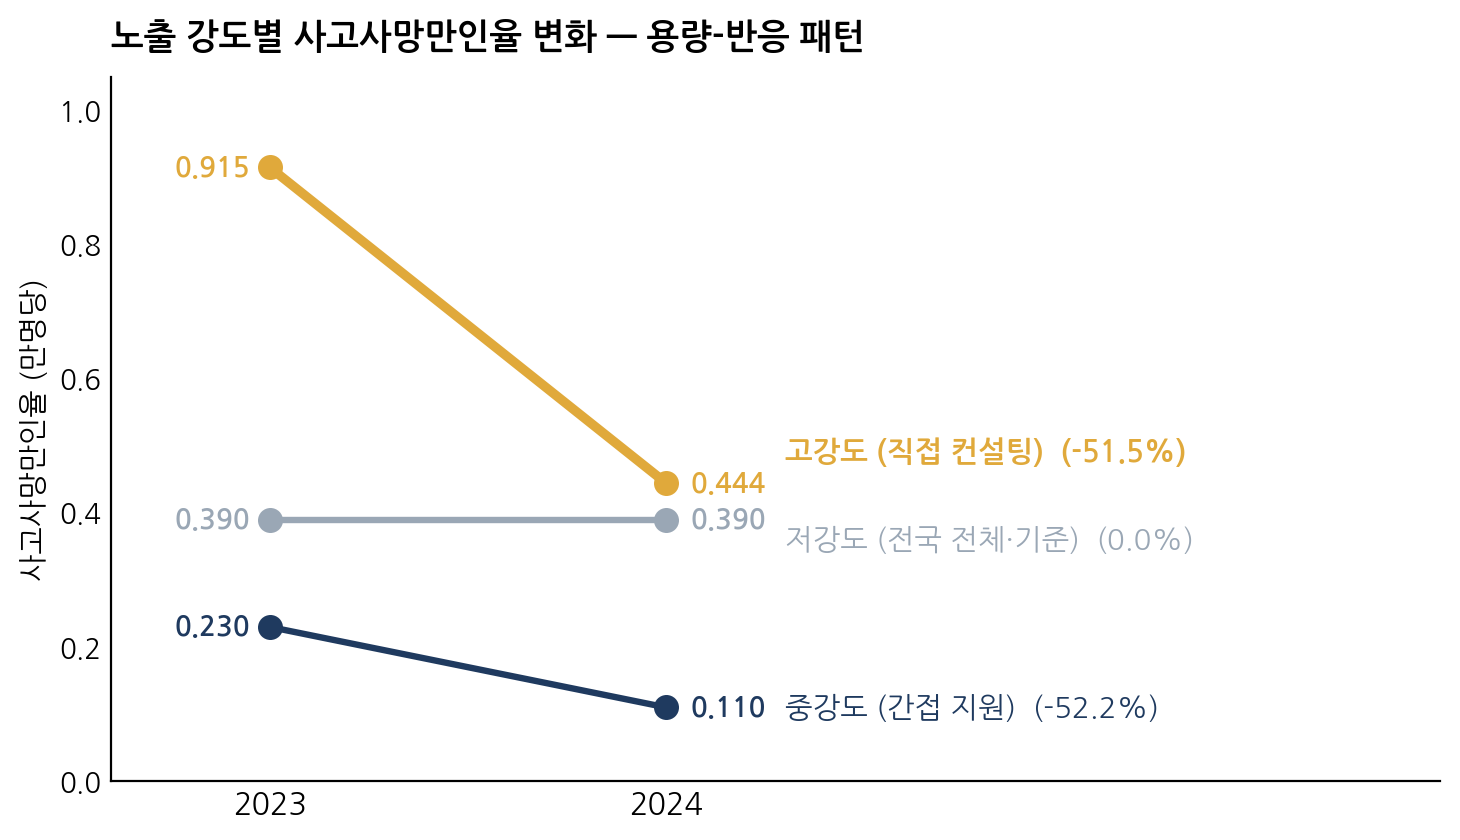 노출 강도별 사고사망만인율 변화 — 용량-반응 패턴
사고사망만인율 (만명당)
1.0
0.8
0.6
0.4
0.2
0.0
0.915
0.444
고강도 (직접 컨설팅) (-51.5%)
0.390
0.390
저강도 (전국 전체·기준) (0.0%)
0.230
0.110
중강도 (간접 지원) (-52.2%)
2023
2024